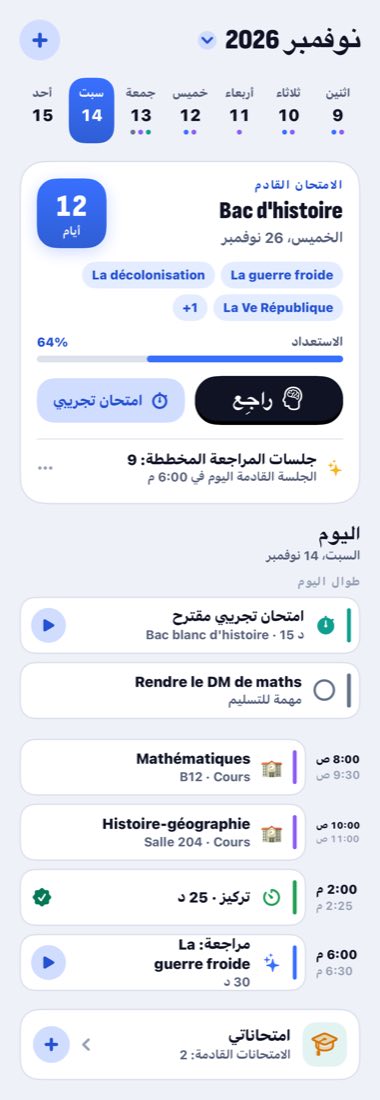 نوفمبر 2026
اثنين ثلاثاء أربعاء خميس جمعة سبت أحد
9 10 11 12 13 14 15
الامتحان القادم
Bac d'histoire
الخميس، 26 نوفمبر
12
أيام
La guerre froide La décolonisation
La Ve République +1
الاستعداد 64%
راجع امتحان تجريبي
جلسات المراجعة المخططة: 9
الجلسة القادمة اليوم في 6:00 م
اليوم
السبت، 14 نوفمبر
طوال اليوم
امتحان تجريبي مقترح
Bac blanc d'histoire · 15 د
Rendre le DM de maths
مهمة للتسليم
8:00 ص
9:30 ص
Mathématiques
B12 · Cours
10:00 ص
11:00 ص
Histoire-géographie
Salle 204 · Cours
2:00 م
2:25 م
تركيز · 25 د
6:00 م
6:30 م
مراجعة: La
guerre froide
30 د
امتحاناتي
الامتحانات القادمة: 2